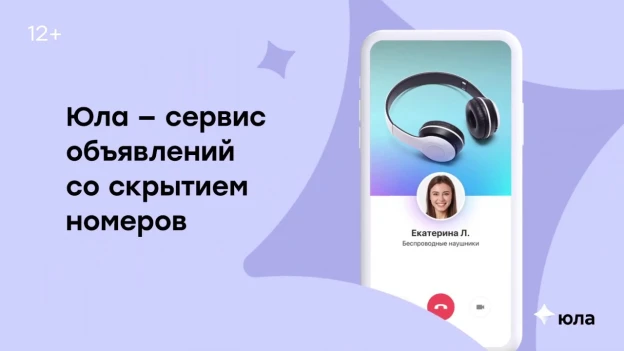 12+
Юла – сервис
объявлений
со скрытием
номеров
Екатерина Л.
Беспроводные наушники
юла